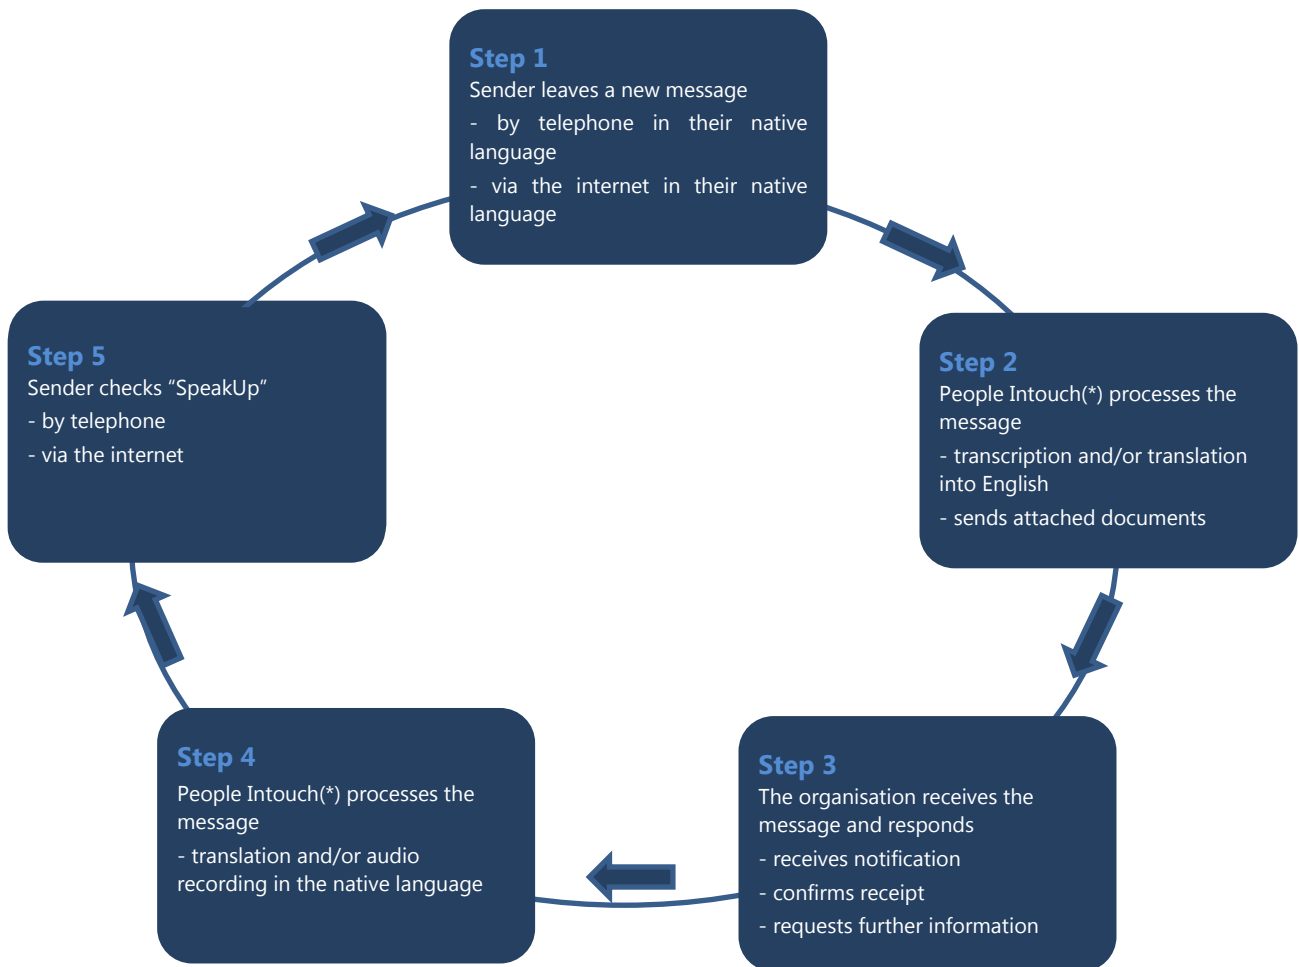 Step 1
Sender leaves a new message
- by telephone in their native
language
- via the internet in their native
language
Step 2
People Intouch(*) processes the
message
- transcription and/or translation
into English
- sends attached documents
Step 3
The organisation receives the
message and responds
- receives notification
- confirms receipt
- requests further information
Step 4
People Intouch(*) processes the
message
- translation and/or audio
recording in the native language
Step 5
Sender checks “SpeakUp”
- by telephone
- via the internet